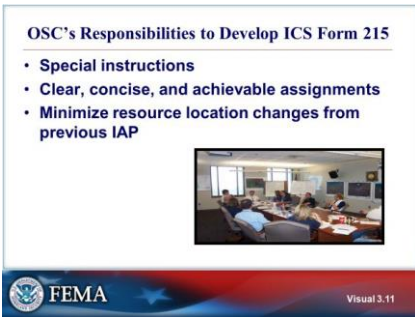 OSC's Responsibilities to Develop ICS Form 215
• Special instructions
• Clear, concise, and achievable assignments
• Minimize resource location changes from
previous IAP
FEMA
Visual 3.11